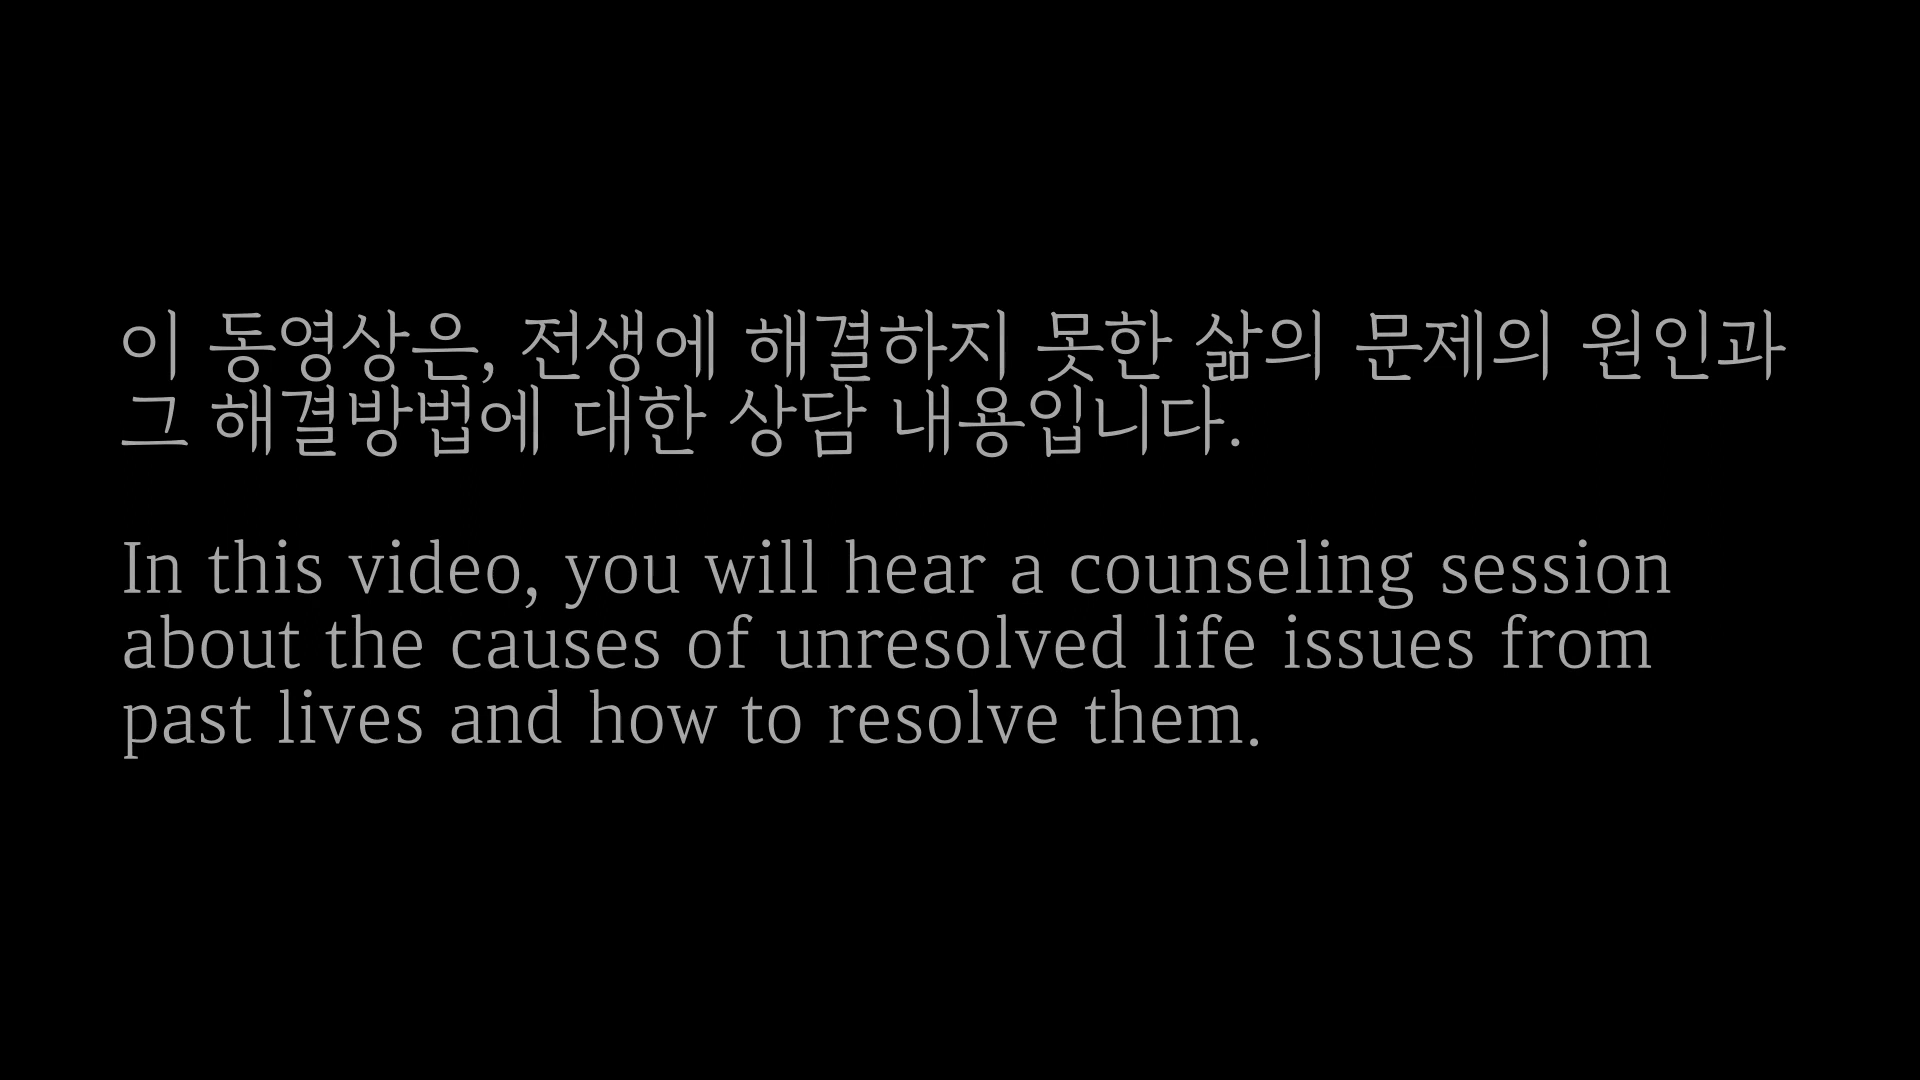 이 동영상은, 전생에 해결하지 못한 삶의 문제의 원인과
그 해결방법에 대한 상담 내용입니다.
In this video, you will hear a counseling session
about the causes of unresolved life issues from
past lives and how to resolve them.